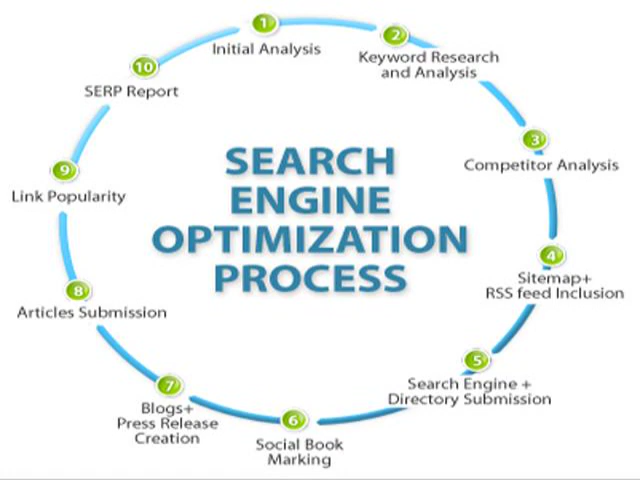 SEARCH
ENGINE
OPTIMIZATION
PROCESS
1
Initial Analysis
2
Keyword Research
and Analysis
3
Competitor Analysis
4
Sitemap+
RSS feed Inclusion
5
Search Engine +
Directory Submission
6
Social Book
Marking
7
Blogs+
Press Release
Creation
8
Articles Submission
9
Link Popularity
10
SERP Report